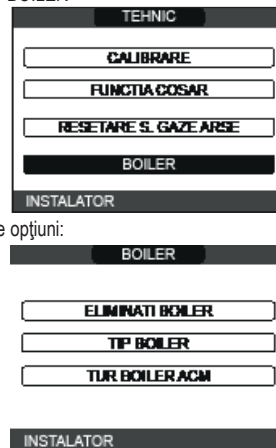 BOILER
TEHNIC
CALIBRARE
FUNCTIA COSAR
RESETARE S. GAZE ARSE
BOILER
INSTALATOR
e opţiuni:
BOILER
ELIMINATI BOILER
TIP BOILER
TUR BOILER ACM
INSTALATOR